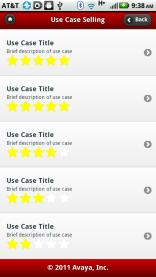 AT&T 9:38 AM
Use Case Selling
Back
Use Case Title
Brief description of use case
Use Case Title
Brief description of use case
Use Case Title
Brief description of use case
Use Case Title
Brief description of use case
Use Case Title
Brief description of use case
© 2011 Avaya, Inc.